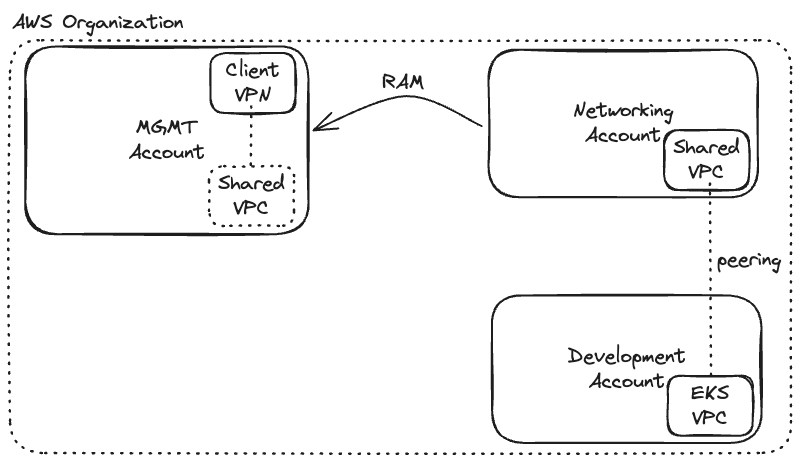 AWS Organization
Client
VPN
MGMT
Account
Shared
VPC
RAM
Networking
Account
Shared
VPC
peering
Development
Account
EKS
VPC